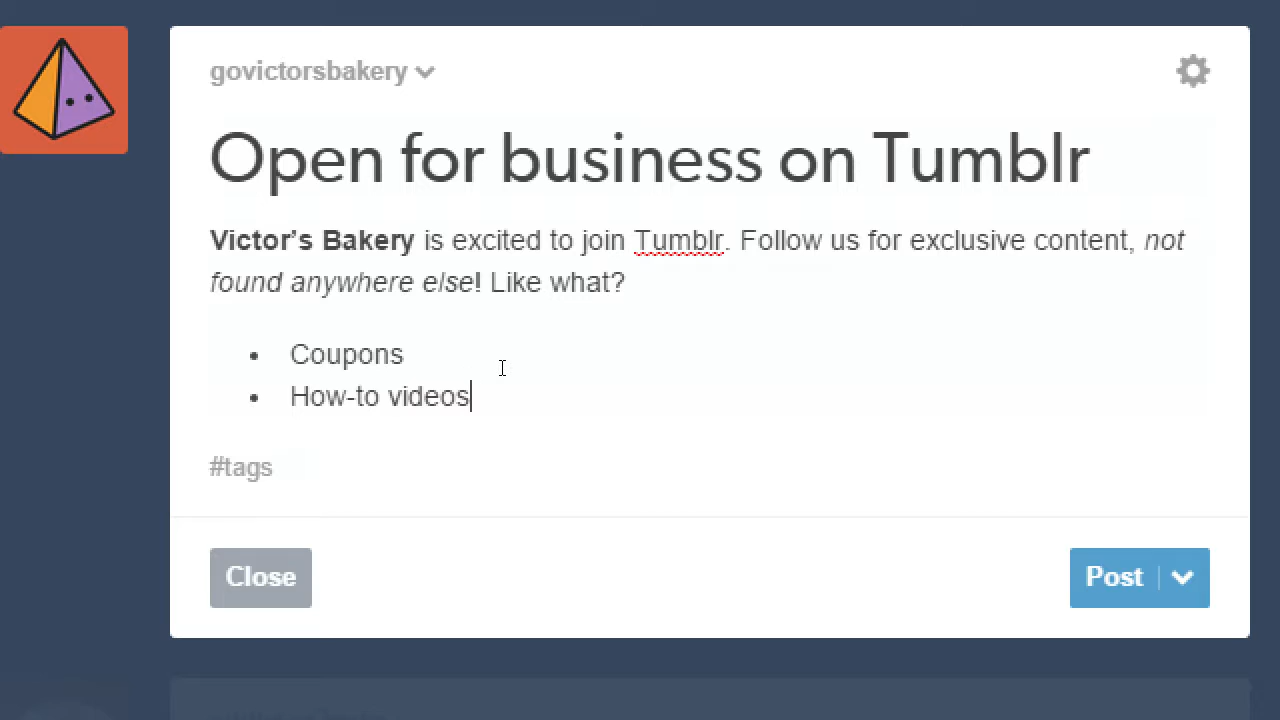 govictorsbakery
Open for business on Tumblr
Victor's Bakery is excited to join Tumblr. Follow us for exclusive content, not
found anywhere else! Like what?
• Coupons
• How-to videos
#tags
Close
Post